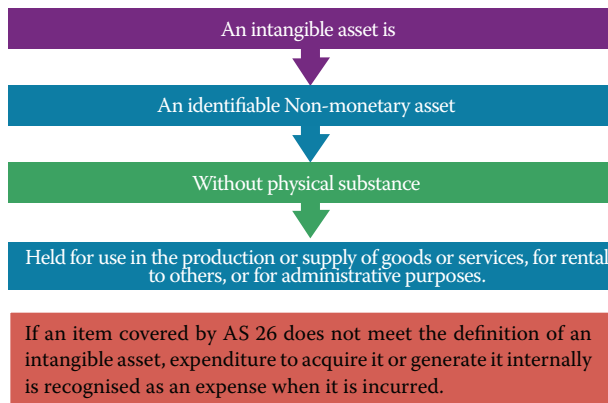 An intangible asset is
An identifiable Non-monetary asset
Without physical substance
Held for use in the production or supply of goods or services, for rental
to others, or for administrative purposes.
If an item covered by AS 26 does not meet the definition of an
intangible asset, expenditure to acquire it or generate it internally
is recognised as an expense when it is incurred.